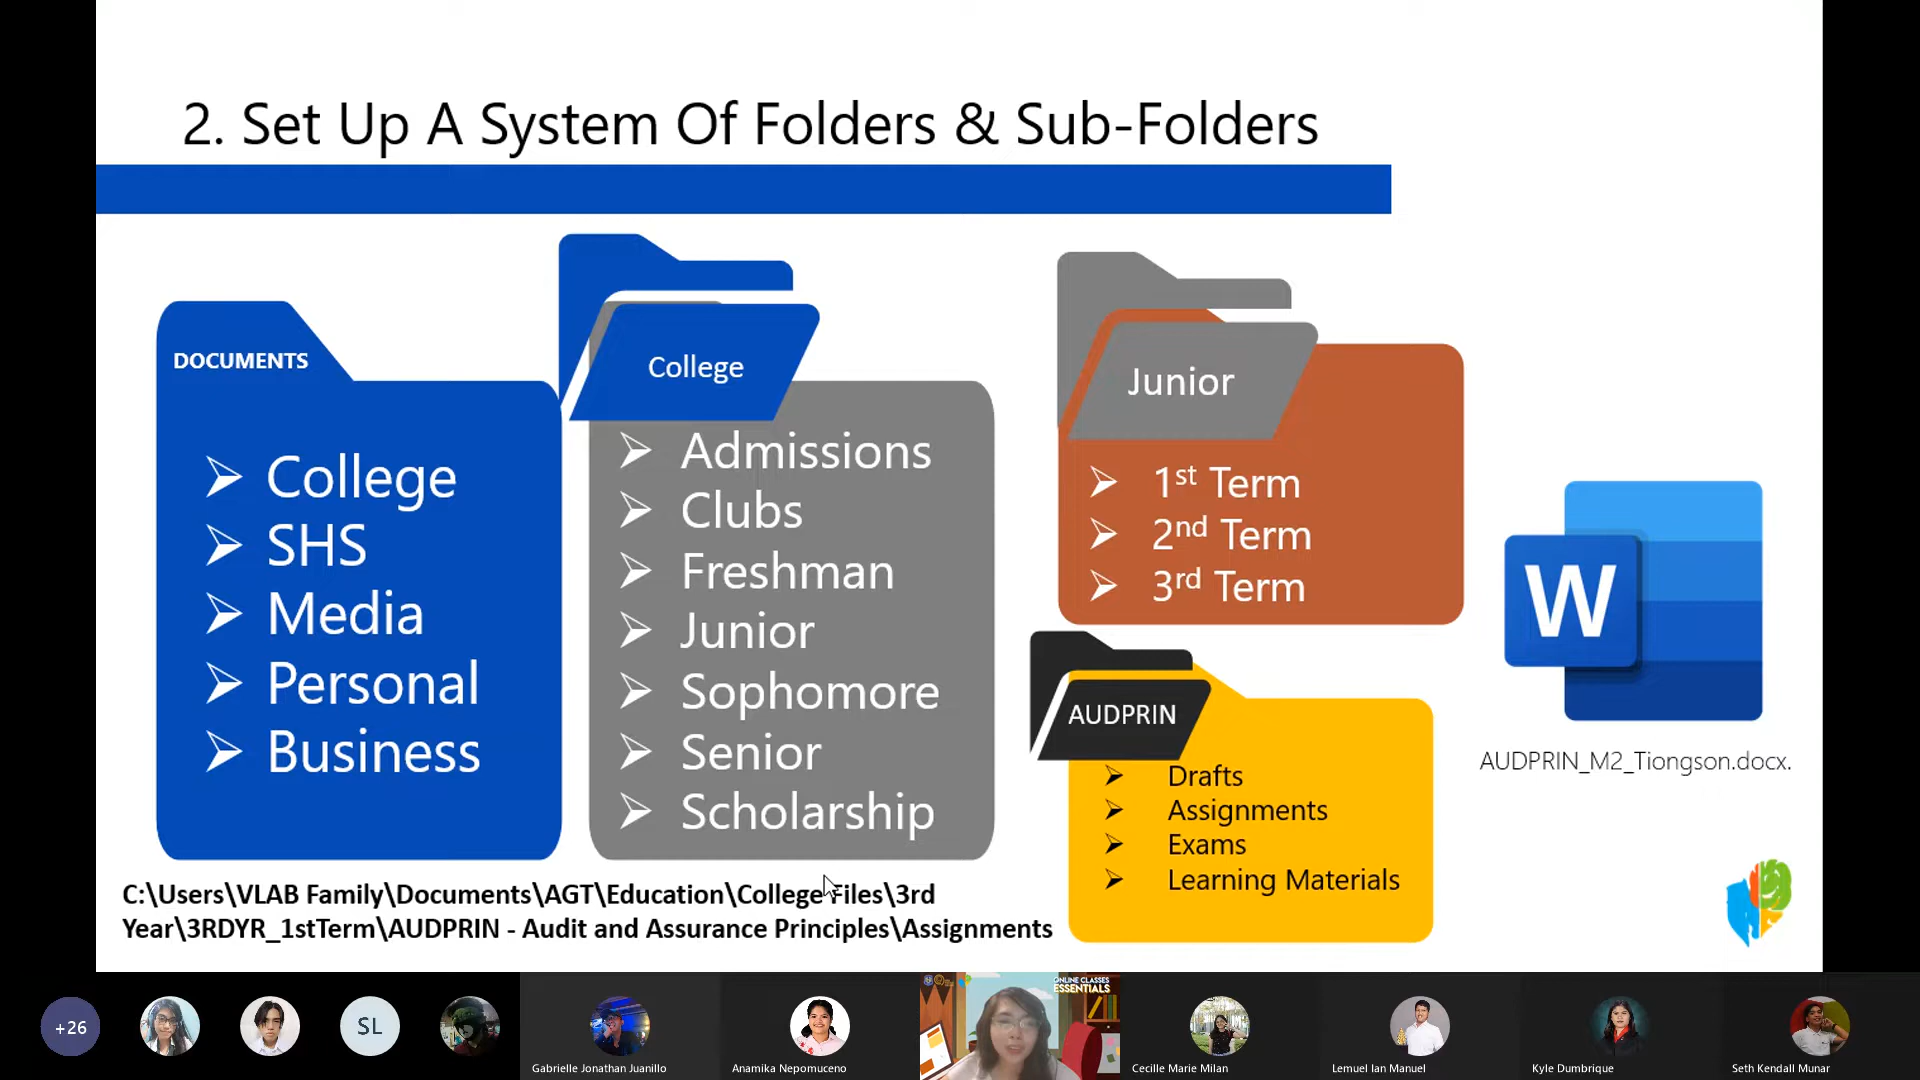 2. Set Up A System Of Folders & Sub-Folders
DOCUMENTS
College
SHS
Media
Personal
Business
College
Admissions
Clubs
Freshman
Junior
Sophomore
Senior
Scholarship
Junior
1st Term
2nd Term
3rd Term
AUDPRIN
Drafts
Assignments
Exams
Learning Materials
W
AUDPRIN_M2_Tiongson.docx.
C:\Users\VLAB Family\Documents\AGT\Education\College Files\3rd
Year\3RDYR_1stTerm\AUDPRIN - Audit and Assurance Principles\Assignments
+26
SL
Gabrielle Jonathan Juanillo
Anamika Nepomuceno
ONLINE CLASSES
ESSENTIALS
Cecille Marie Milan
Lemuel Ian Manuel
Kyle Dumbrique
Seth Kendall Munar